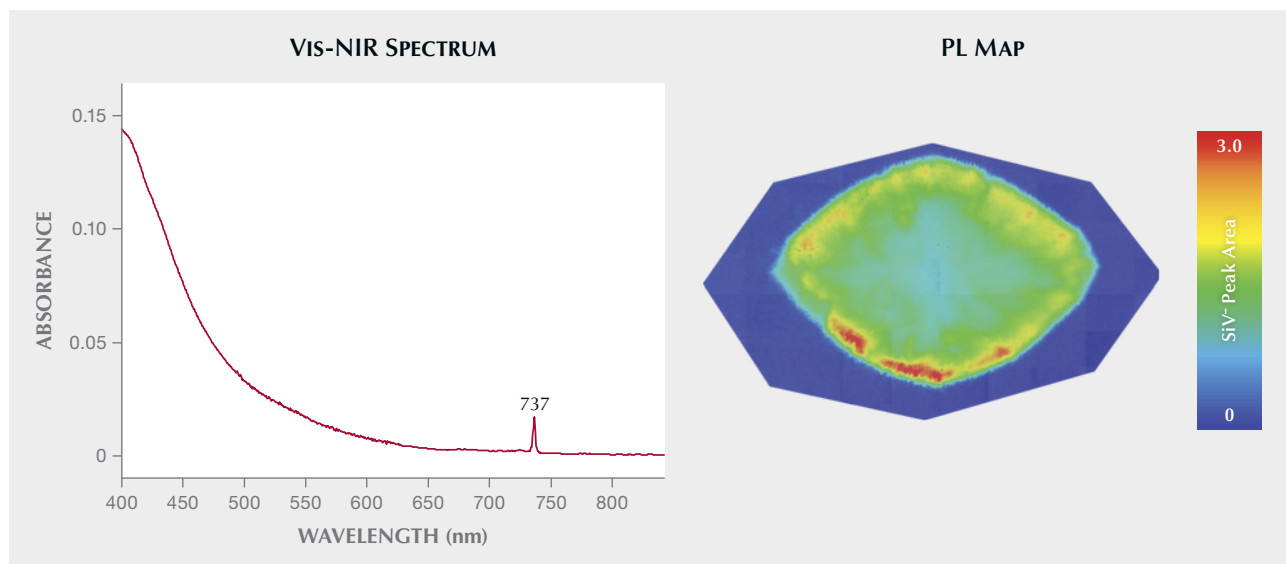 VIS-NIR SPECTRUM
PL MAP
ABSORBANCE
0.15
0.10
0.05
0
737
400 450 500 550 600 650 700 750 800
WAVELENGTH (nm)
3.0
SiV- Peak Area
0